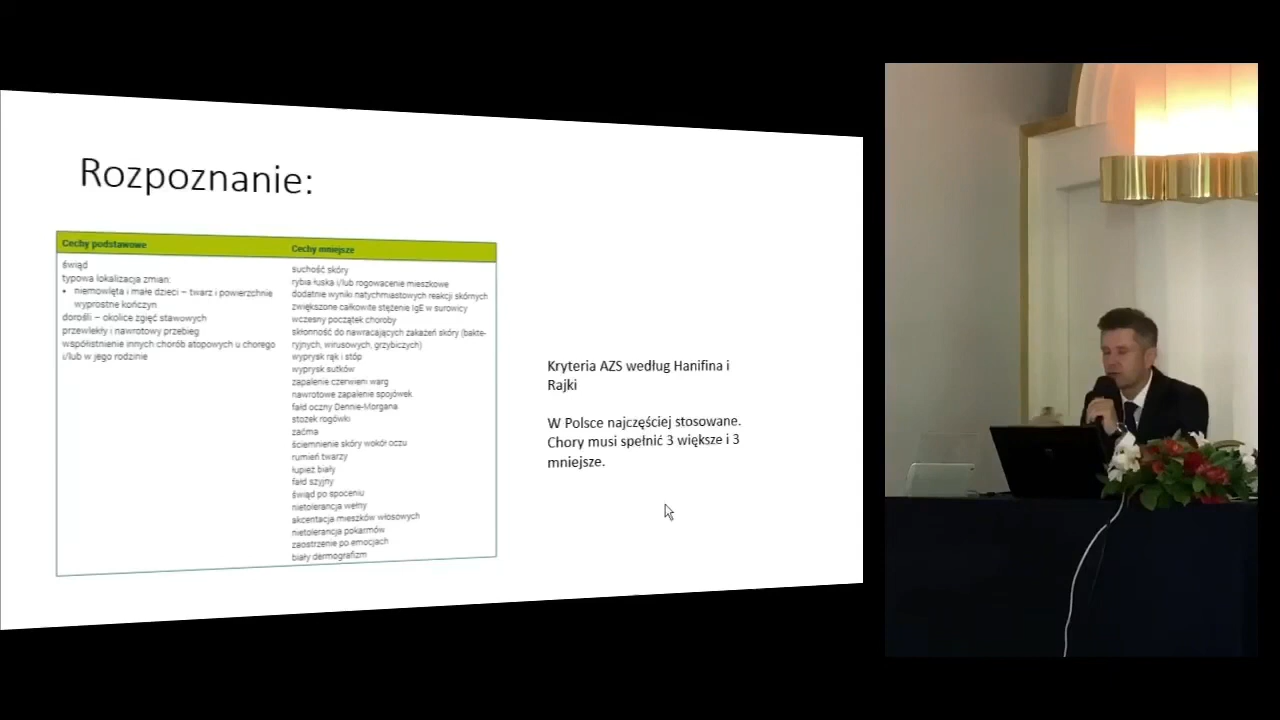 Rozpoznanie:
Cechy podstawowe
świąd
typowa lokalizacja zmian:
• niemowlęta i małe dzieci – twarz i powierzchnie
wyprostne kończyn
dorośli – okolice zgięć stawowych
przewlekły i nawrotowy przebieg
współistnienie innych chorób atopowych u chorego
i/lub w jego rodzinie
Cechy mniejsze
suchość skóry
rybia łuska i/lub rogowacenie mieszkowe
dodatnie wyniki natychmiastowych reakcji skórnych
zwiększone całkowite stężenie IgE w surowicy
wczesny początek choroby
skłonność do nawracających zakażeń skóry (bakte-
ryjnych, wirusowych, grzybiczych)
wyprysk rąk i stóp
wyprysk sutków
zapalenie czerwieni warg
nawrotowe zapalenie spojówek
fałd oczny Dennie-Morgana
stożek rogówki
zaćma
ściemnienie skóry wokół oczu
rumień twarzy
łupież biały
fałd szyjny
świąd po spoceniu
nietolerancja wełny
akcentacja mieszków włosowych
nietolerancja pokarmów
zaostrzenie po emocjach
biały dermografizm
Kryteria AZS według Hanifina i
Rajki
W Polsce najczęściej stosowane.
Chory musi spełnić 3 większe i 3
mniejsze.